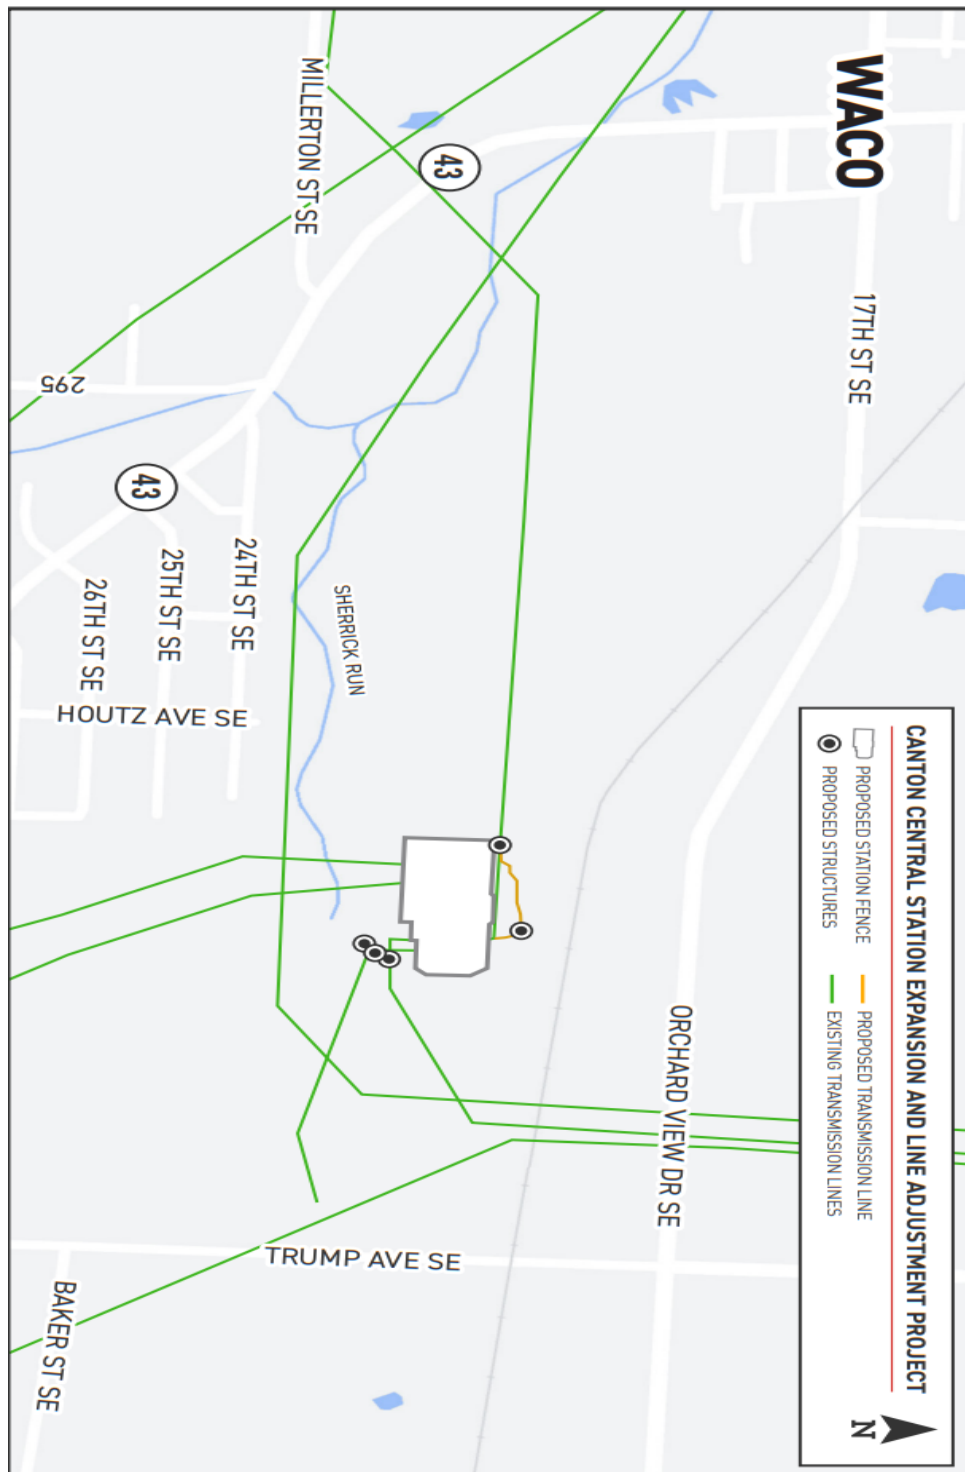 WACO
17TH ST SE
MILLERTON ST SE
43
295
43
24TH ST SE
25TH ST SE
26TH ST SE
SHERRICK RUN
HOUTZ AVE SE
ORCHARD VIEW DR SE
TRUMP AVE SE
BAKER ST SE
CANTON CENTRAL STATION EXPANSION AND LINE ADJUSTMENT PROJECT
PROPOSED STATION FENCE
PROPOSED TRANSMISSION LINE
PROPOSED STRUCTURES
EXISTING TRANSMISSION LINES
N